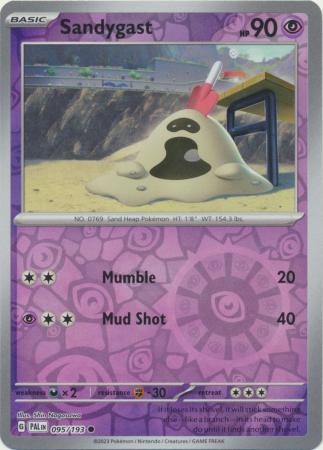 BASIC
Sandygast HP 90
NO. 0769 Sand Heap Pokémon HT: 1'8" WT: 154.3 lbs.
Mumble 20
Mud Shot 40
weakness ×2 resistance -30 retreat
Illus. Shin Nagasawa
If it loses its shovel, it will stick something
else—like a branch—in its head to make
do until it finds another shovel.
G PAL EN 095/193
©2023 Pokémon / Nintendo / Creatures / GAME FREAK